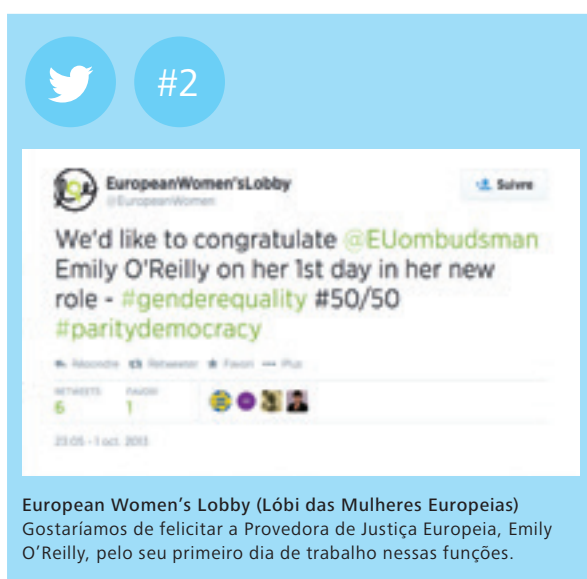 #2
EuropeanWomen'sLobby
@EuropeanWomen
Suivre
We'd like to congratulate @EUombudsman
Emily O'Reilly on her 1st day in her new
role - #genderequality #50/50
#paritydemocracy
Répondre Retweeter Favori Plus
RETWEETS FAVORI
6 1
23:05 - 1 oct. 2013
European Women's Lobby (Lóbi das Mulheres Europeias)
Gostaríamos de felicitar a Provedora de Justiça Europeia, Emily
O'Reilly, pelo seu primeiro dia de trabalho nessas funções.